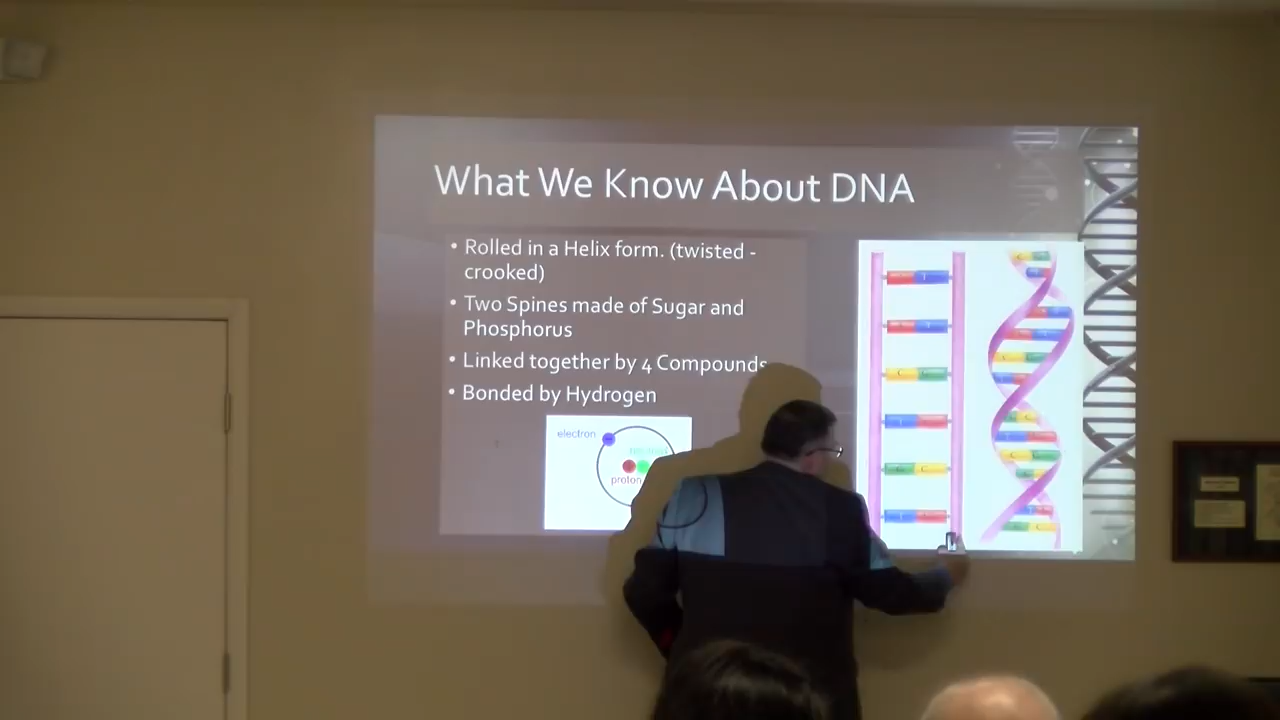 What We Know About DNA
• Rolled in a Helix form. (twisted -
crooked)
• Two Spines made of Sugar and
Phosphorus
• Linked together by 4 Compounds
• Bonded by Hydrogen
electron
proton